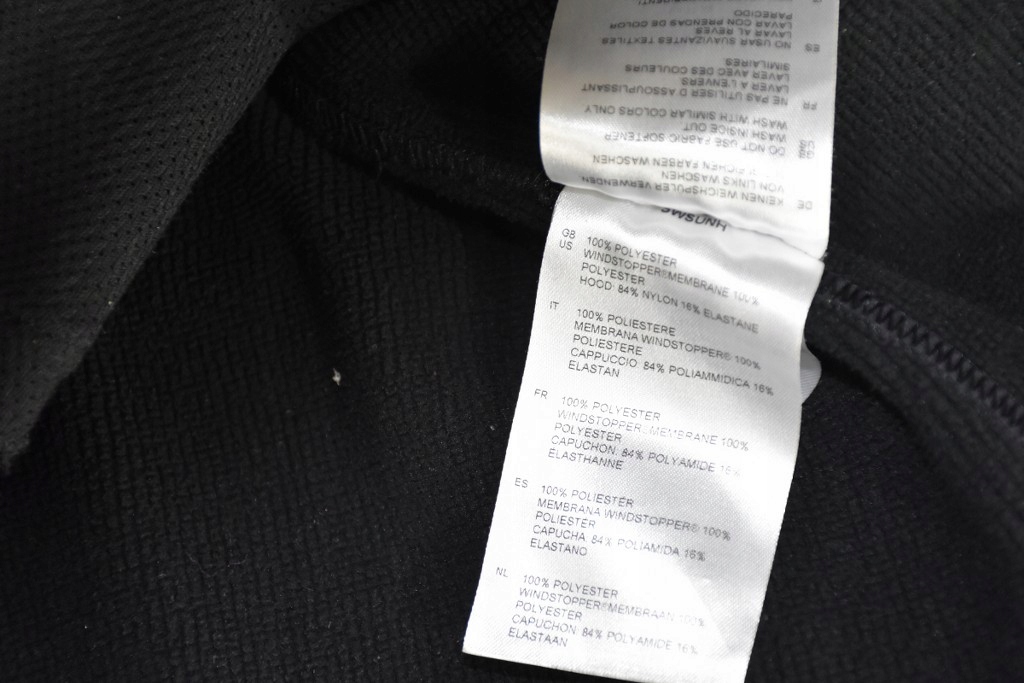 DE KEINEN WEICHSPÜLER VERWENDEN
VON LINKS WASCHEN
FARBEN WASCHEN
GB DO NOT USE FABRIC SOFTENER
US WASH INSIDE OUT
WASH WITH SIMILAR COLORS ONLY
FR NE PAS UTILISER D'ASSOUPLISSANT
LAVER A L'ENVERS
LAVER AVEC DES COULEURS
SIMILAIRES.
ES NO USAR SUAVIZANTES TEXTILES
LAVAR AL REVES
LAVAR CON PRENDAS DE COLOR
PARECIDO
HNUSMS
GB 100% POLYESTER
US WINDSTOPPER®MEMBRANE 100%
POLYESTER
HOOD: 84% NYLON 16% ELASTANE
IT 100% POLIESTERE
MEMBRANA WINDSTOPPER® 100%
POLIESTERE
CAPPUCCIO: 84% POLIAMMIDICA 16%
ELASTAN
FR 100% POLYESTER
WINDSTOPPER®MEMBRANE 100%
POLYESTER
CAPUCHON: 84% POLYAMIDE 16%
ELASTHANNE
ES 100% POLIESTÉR
MEMBRANA WINDSTOPPER® 100%
POLIESTER
CAPUCHA: 84% POLIAMIDA 16%
ELASTANO
NL 100% POLYESTER
WINDSTOPPER®MEMBRAAN 100%
POLYESTER
CAPUCHON: 84% POLYAMIDE 16%
ELASTAAN